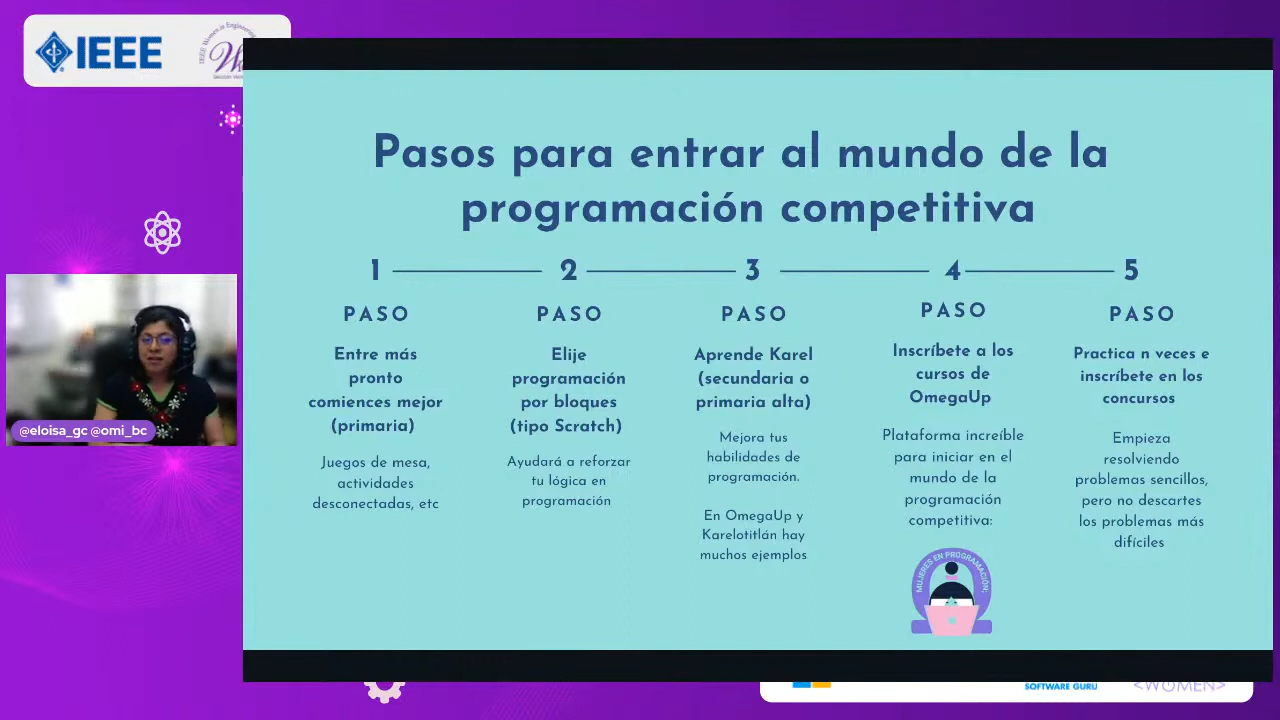 IEEE
IEEE Women in Engineering
Pasos para entrar al mundo de la
programación competitiva
1
PASO
Entre más
pronto
comiences mejor
(primaria)
Juegos de mesa,
actividades
desconectadas, etc
2
PASO
Elije
programación
por bloques
(tipo Scratch)
Ayudará a reforzar
tu lógica en
programación
3
PASO
Aprende Karel
(secundaria o
primaria alta)
Mejora tus
habilidades de
programación.
En OmegaUp y
Karelotitlán hay
muchos ejemplos
4
PASO
Inscríbete a los
cursos de
OmegaUp
Plataforma increíble
para iniciar en el
mundo de la
programación
competitiva:
MUJERES EN PROGRAMACIÓN;
5
PASO
Practica n veces e
inscríbete en los
concursos
Empieza
resolviendo
problemas sencillos,
pero no descartes
los problemas más
difíciles
@eloisa_gc @omi_bc
SOFTWARE GURU
<WOMEN>